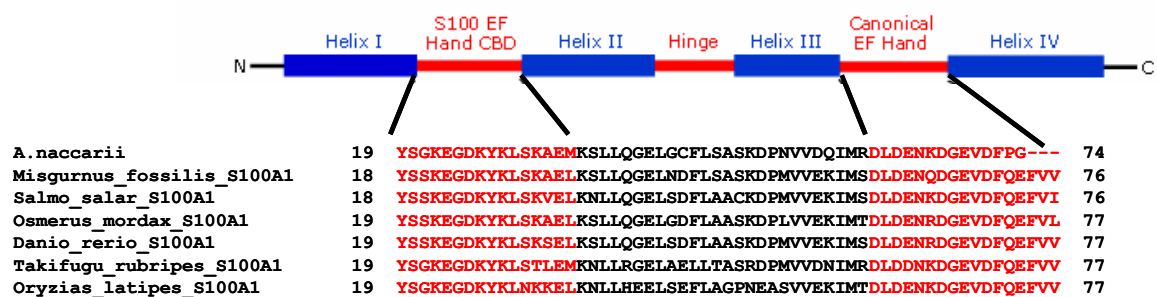 S100 EF
Hand CBD
Canonical
EF Hand
Helix I
Helix II
Hinge
Helix III
Helix IV
N
C
A.naccarii 19 YSGKEGDKYKLSKAEMKSLLQGELGCFLSASKDPNVVDQIMRDLDENKDGEVDFPG--- 74
Misgurnus_fossilis_S100A1 18 YSSKEGDKYKLSKAELKSLLQGELNDFLSASKDPMVVEKIMSDLDENQDGEVDFQEFVV 76
Salmo_salar_S100A1 18 YSSKEGDKYKLSKVELKNLLQGELSDFLAACKDPMVVEKIMSDLDENKDGEVDFQEFVI 76
Osmerus_mordax_S100A1 19 YSSKEGDKYKLSKAELKSLLQGELGDFLAASKDPLVVEKIMTDLDENRDGEVDFQEFVL 77
Danio_rerio_S100A1 19 YSSKEGDKYKLSKSELKSLLQGELSDFLAASKDPMVVEKIMSDLDENRDGEVDFQEFVV 77
Takifugu_rubripes_S100A1 19 YSGKEGDKYKLSTLEMKNLLRGELAELLTASRDPMVVDNIMRDLDDNKDGEVDFQEFVV 77
Oryzias_latipes_S100A1 19 YSGKEGDKYKLNKKELKNLLHEELSEFLAGPNEASVVDKIMTDLDDNRDGEVDFQEFVV 77